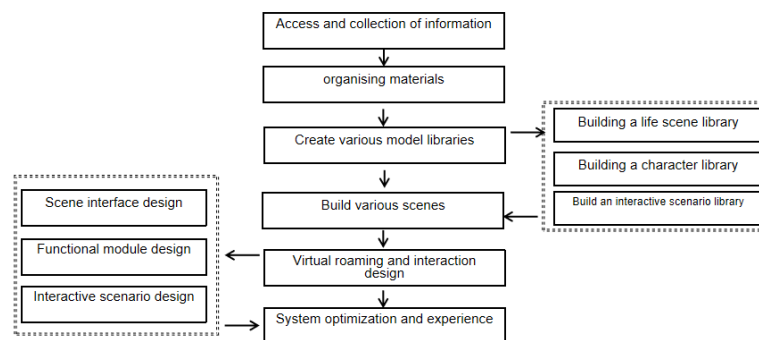 Access and collection of information
organising materials
Create various model libraries
Building a life scene library
Building a character library
Build an interactive scenario library
Build various scenes
Scene interface design
Functional module design
Interactive scenario design
Virtual roaming and interaction
design
System optimization and experience